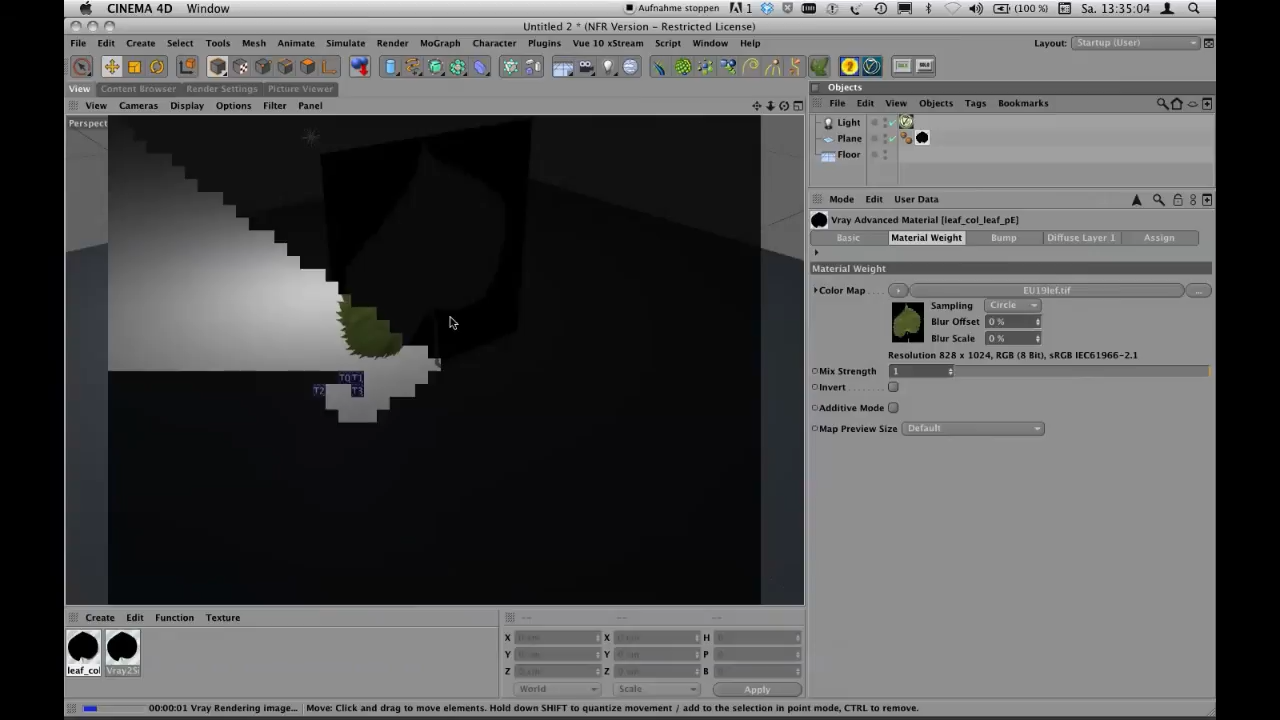 CINEMA 4D Window Aufnahme stoppen 1 (100 %) Sa. 13:35:04
Untitled 2 * (NFR Version - Restricted License)
File Edit Create Select Tools Mesh Animate Simulate Render MoGraph Character Plugins Vue 10 xStream Script Window Help Layout: Startup (User)
View Content Browser Render Settings Picture Viewer Objects
View Cameras Display Options Filter Panel File Edit View Objects Tags Bookmarks
Perspect
Light
Plane
Floor
Mode Edit User Data
Vray Advanced Material [leaf_col_leaf_pE]
Basic Material Weight Bump Diffuse Layer 1 Assign
Material Weight
Color Map EU19lef.tif ...
Sampling Circle
Blur Offset 0 %
Blur Scale 0 %
Resolution 828 x 1024, RGB (8 Bit), sRGB IEC61966-2.1
Mix Strength 1
Invert
Additive Mode
Map Preview Size Default
T0 T1
T2 T3
Create Edit Function Texture -- -- --
X X H
Y Y P
Z Z B
leaf_col Vray2Si
World Scale Apply
00:00:01 Vray Rendering image... Move: Click and drag to move elements. Hold down SHIFT to quantize movement / add to the selection in point mode, CTRL to remove.